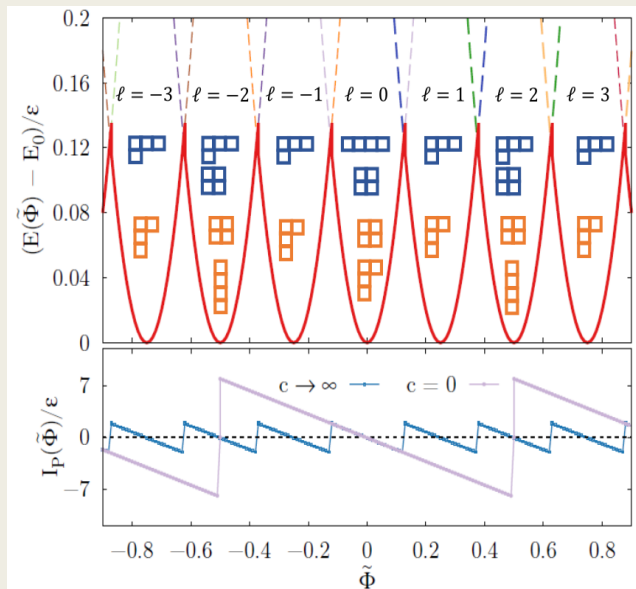 0.2
0.16
0.12
0.08
0.04
0
(E(Φ̃) − E₀)/ε
ℓ = −3 ℓ = −2 ℓ = −1 ℓ = 0 ℓ = 1 ℓ = 2 ℓ = 3
7
0
−7
I_P(Φ̃)/ε
c → ∞ c = 0
−0.8 −0.6 −0.4 −0.2 0 0.2 0.4 0.6 0.8
Φ̃